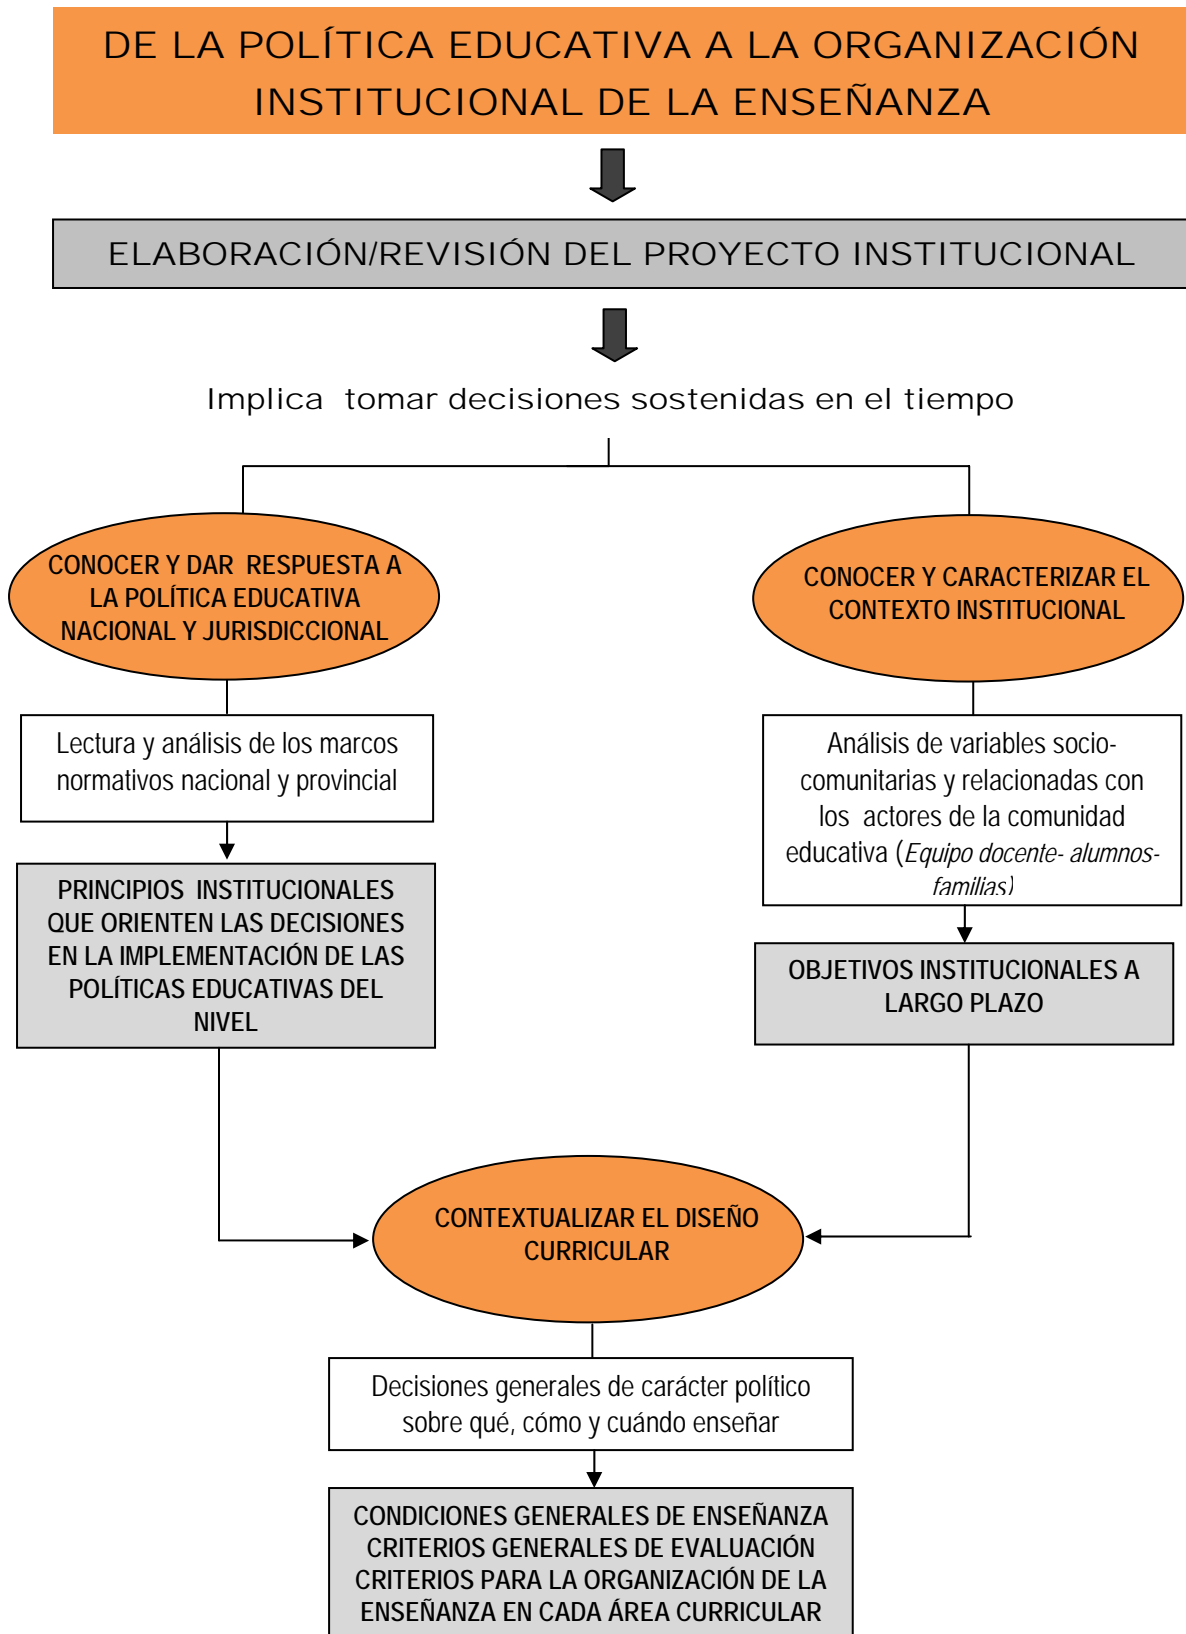 DE LA POLÍTICA EDUCATIVA A LA ORGANIZACIÓN
INSTITUCIONAL DE LA ENSEÑANZA
ELABORACIÓN/REVISIÓN DEL PROYECTO INSTITUCIONAL
Implica tomar decisiones sostenidas en el tiempo
CONOCER Y DAR RESPUESTA A
LA POLÍTICA EDUCATIVA
NACIONAL Y JURISDICCIONAL
CONOCER Y CARACTERIZAR EL
CONTEXTO INSTITUCIONAL
Lectura y análisis de los marcos
normativos nacional y provincial
Análisis de variables socio-
comunitarias y relacionadas con
los actores de la comunidad
educativa (Equipo docente- alumnos-
familias)
PRINCIPIOS INSTITUCIONALES
QUE ORIENTEN LAS DECISIONES
EN LA IMPLEMENTACIÓN DE LAS
POLÍTICAS EDUCATIVAS DEL
NIVEL
OBJETIVOS INSTITUCIONALES A
LARGO PLAZO
CONTEXTUALIZAR EL DISEÑO
CURRICULAR
Decisiones generales de carácter político
sobre qué, cómo y cuándo enseñar
CONDICIONES GENERALES DE ENSEÑANZA
CRITERIOS GENERALES DE EVALUACIÓN
CRITERIOS PARA LA ORGANIZACIÓN DE LA
ENSEÑANZA EN CADA ÁREA CURRICULAR